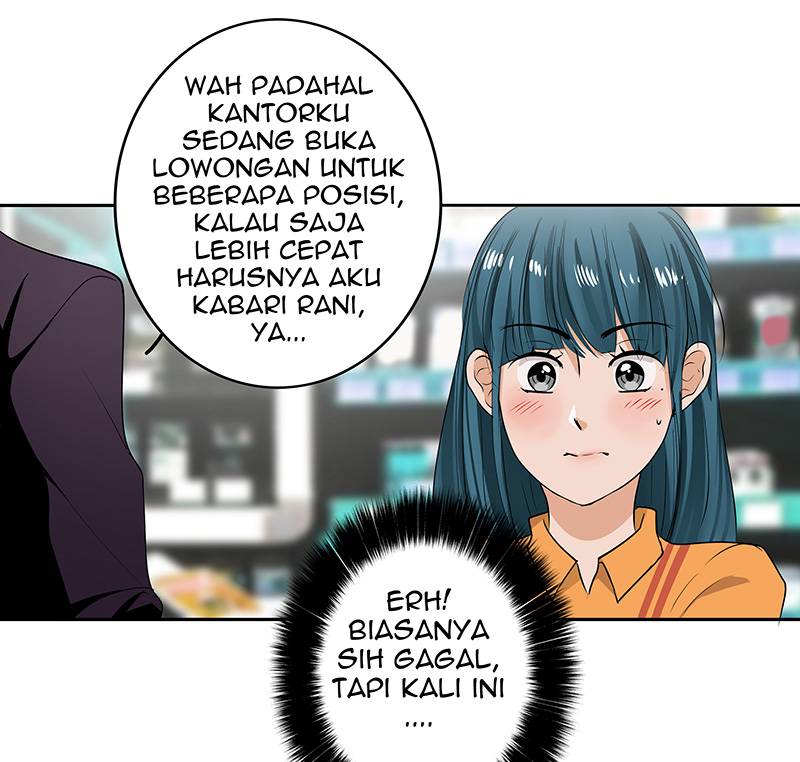 WAH PADAHAL
KANTORKU
SEDANG BUKA
LOWONGAN UNTUK
BEBERAPA POSISI,
KALAU SAJA
LEBIH CEPAT
HARUSNYA AKU
KABARI RANI,
YA...
ERH!
BIASANYA
SIH GAGAL,
TAPI KALI INI
....